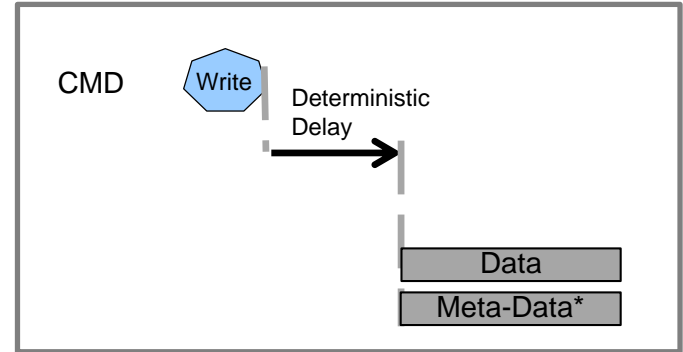 CMD
Write
Deterministic
Delay
Data
Meta-Data*